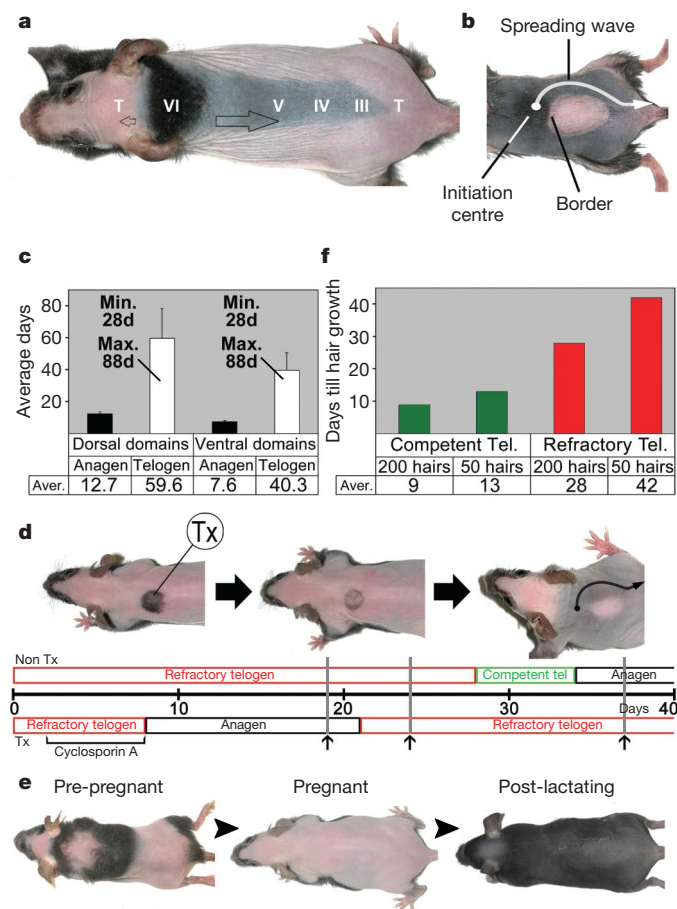 a
T VI V IV III T
b
Spreading wave
Initiation
centre
Border
c
Average days
80
60
40
20
Min.
28d
Max.
88d
Min.
28d
Max.
88d
Dorsal domains Ventral domains
Anagen Telogen Anagen Telogen
Aver. 12.7 59.6 7.6 40.3
f
Days till hair growth
40
30
20
10
Competent Tel. Refractory Tel.
200 hairs 50 hairs 200 hairs 50 hairs
Aver. 9 13 28 42
d
Tx
Non Tx
Refractory telogen Competent tel Anagen
0 10 20 30 Days 40
Refractory telogen Anagen Refractory telogen
Tx Cyclosporin A
e
Pre-pregnant Pregnant Post-lactating